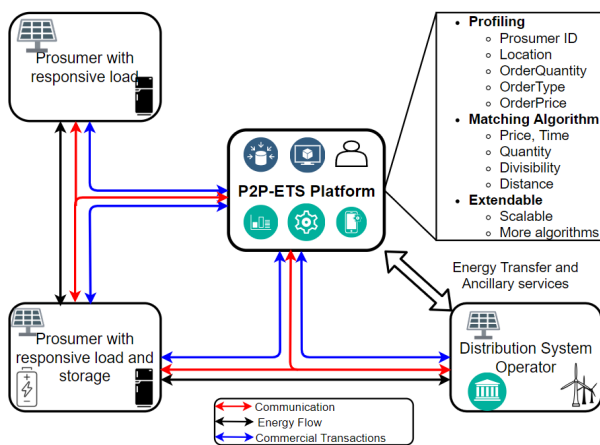 Prosumer with
responsive load
P2P-ETS Platform
Profiling
Prosumer ID
Location
OrderQuantity
OrderType
OrderPrice
Matching Algorithm
Price, Time
Quantity
Divisibility
Distance
Extendable
Scalable
More algorithms
Energy Transfer and
Ancillary services
Prosumer with
responsive load and
storage
Distribution System
Operator
Communication
Energy Flow
Commercial Transactions